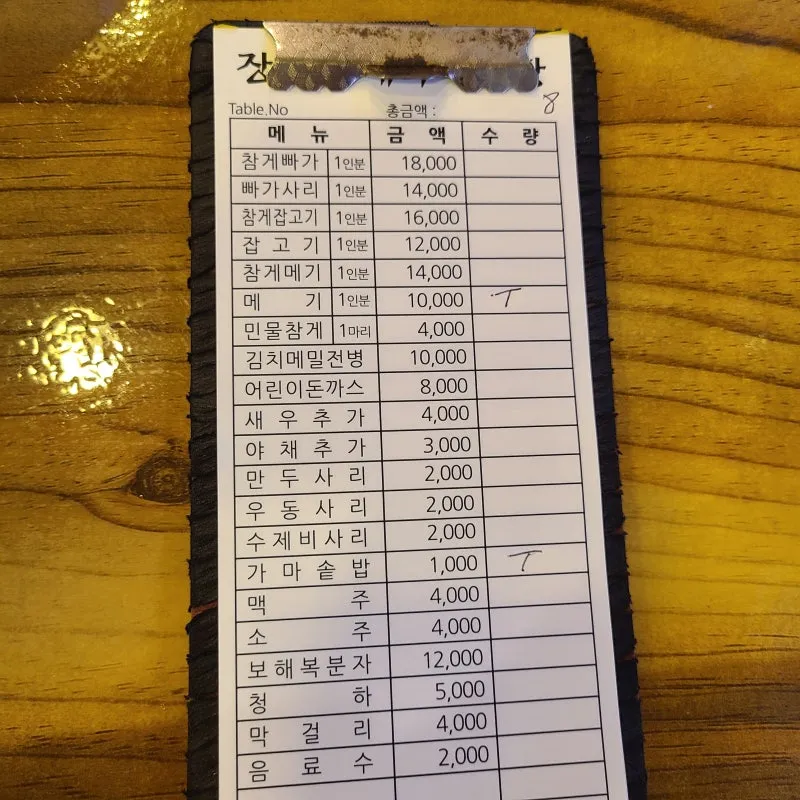 장
Table.No 총금액 : 8
메 뉴 금 액 수 량
참게빠가 1인분 18,000
빠가사리 1인분 14,000
참게잡고기 1인분 16,000
잡 고 기 1인분 12,000
참게메기 1인분 14,000
메 기 1인분 10,000 T
민물참게 1마리 4,000
김치메밀전병 10,000
어린이돈까스 8,000
새 우 추 가 4,000
야 채 추 가 3,000
만 두 사 리 2,000
우 동 사 리 2,000
수 제 비 사 리 2,000
가 마 솥 밥 1,000 T
맥 주 4,000
소 주 4,000
보 해 복 분 자 12,000
청 하 5,000
막 걸 리 4,000
음 료 수 2,000